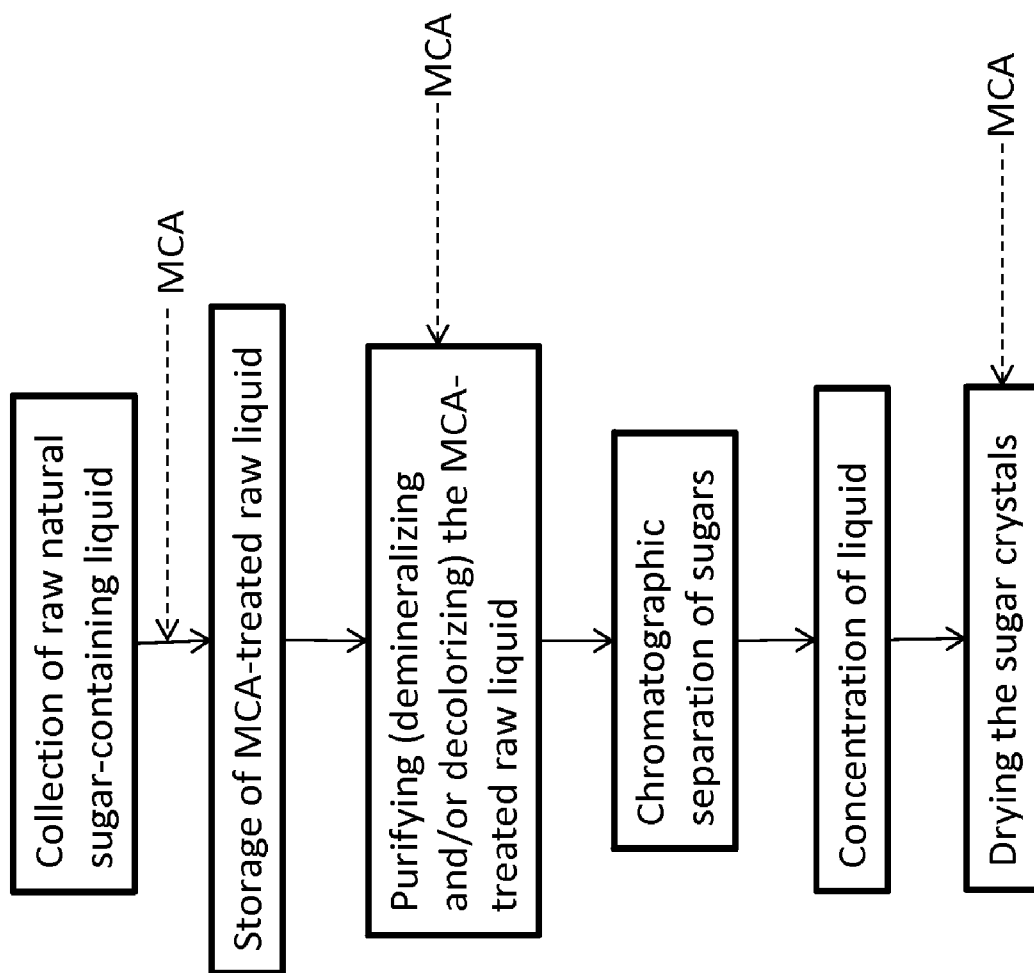 Collection of raw natural
sugar-containing liquid
MCA
Storage of MCA-treated raw liquid
Purifying (demineralizing
and/or decolorizing) the MCA-
treated raw liquid
MCA
Chromatographic
separation of sugars
Concentration of liquid
Drying the sugar crystals
MCA